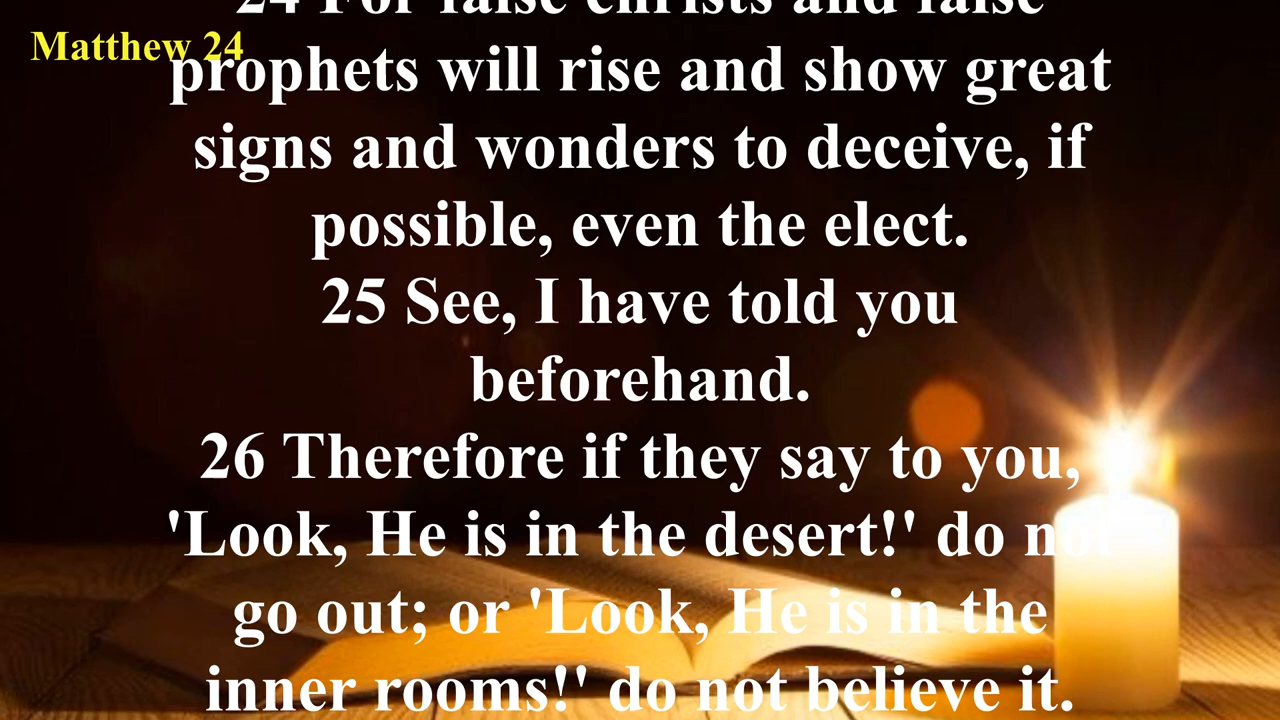 24 For false christs and false
Matthew 24
prophets will rise and show great
signs and wonders to deceive, if
possible, even the elect.
25 See, I have told you
beforehand.
26 Therefore if they say to you,
'Look, He is in the desert!' do not
go out; or 'Look, He is in the
inner rooms!' do not believe it.